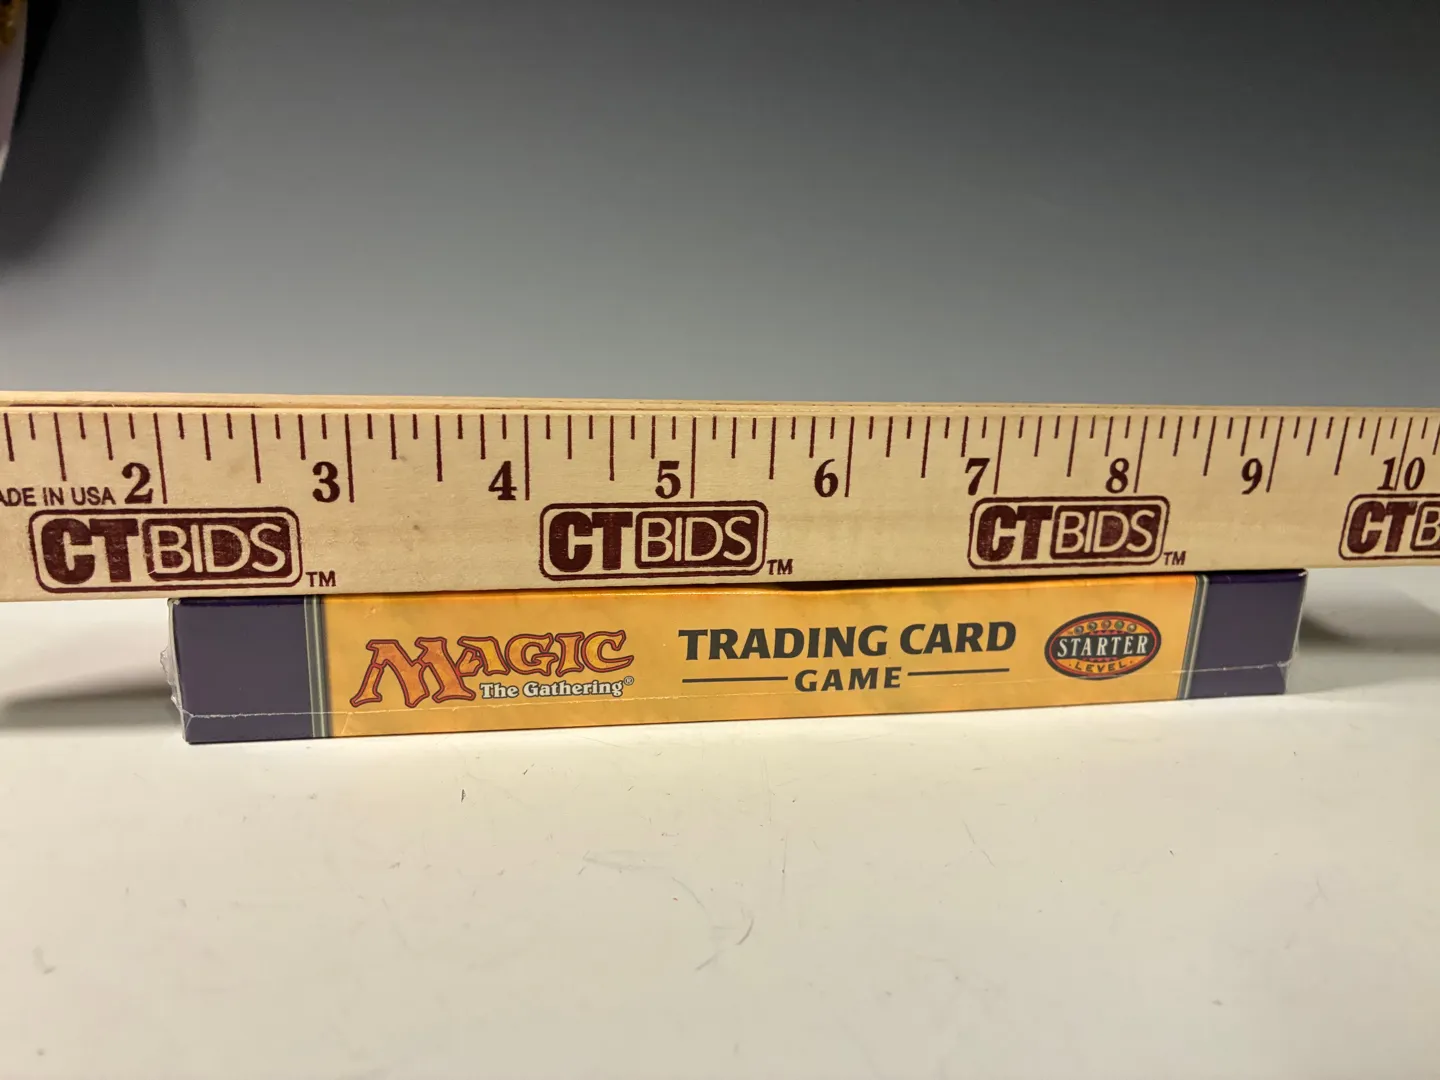 2 3 4 5 6 7 8 9 10
ADE IN USA
CTBIDS™ CTBIDS™ CTBIDS™ CTB
MAGIC
The Gathering®
TRADING CARD
GAME
STARTER
LEVEL